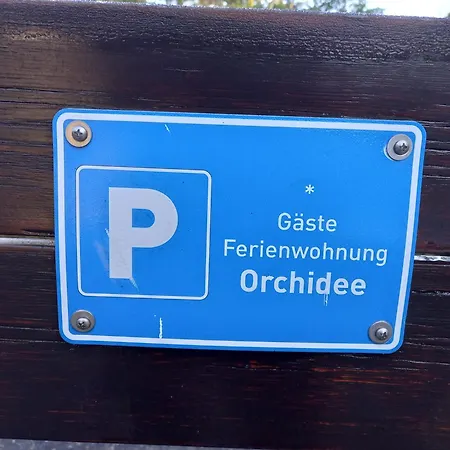 P
*
Gäste
Ferienwohnung
Orchidee